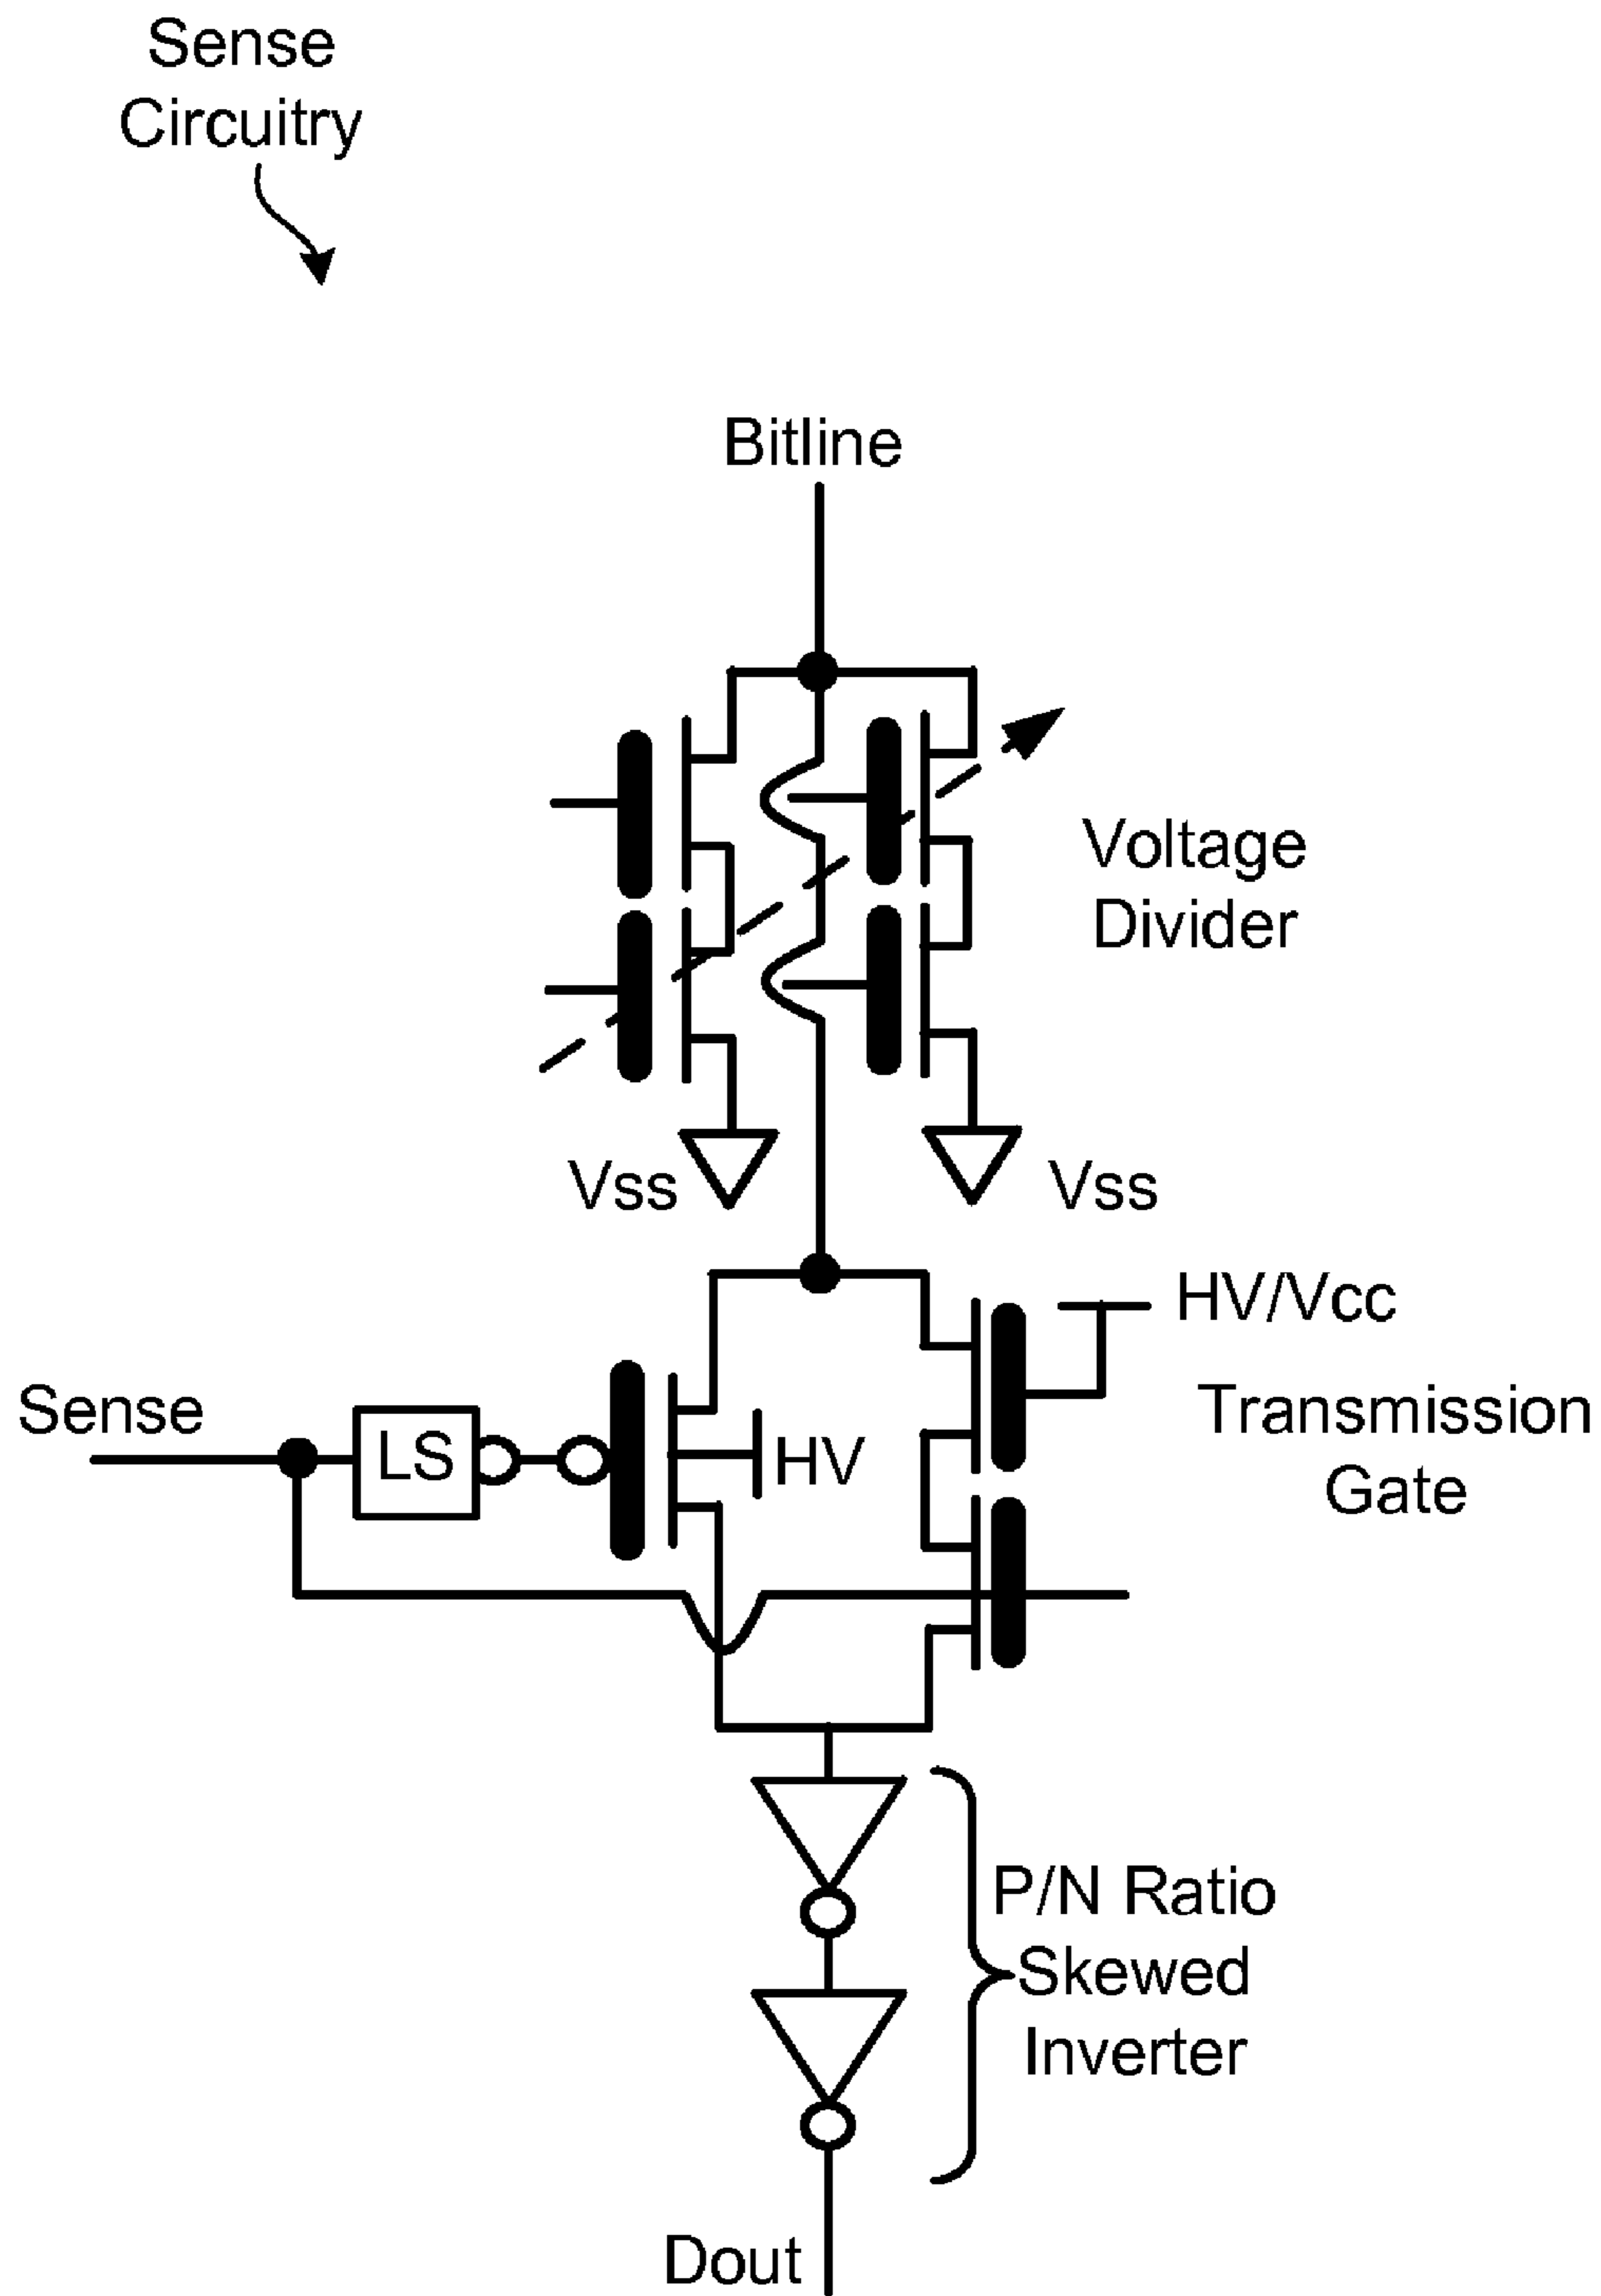 Sense
Circuitry
Bitline
Voltage
Divider
Vss
Vss
HV/Vcc
Sense
LS
HV
Transmission
Gate
P/N Ratio
Skewed
Inverter
Dout